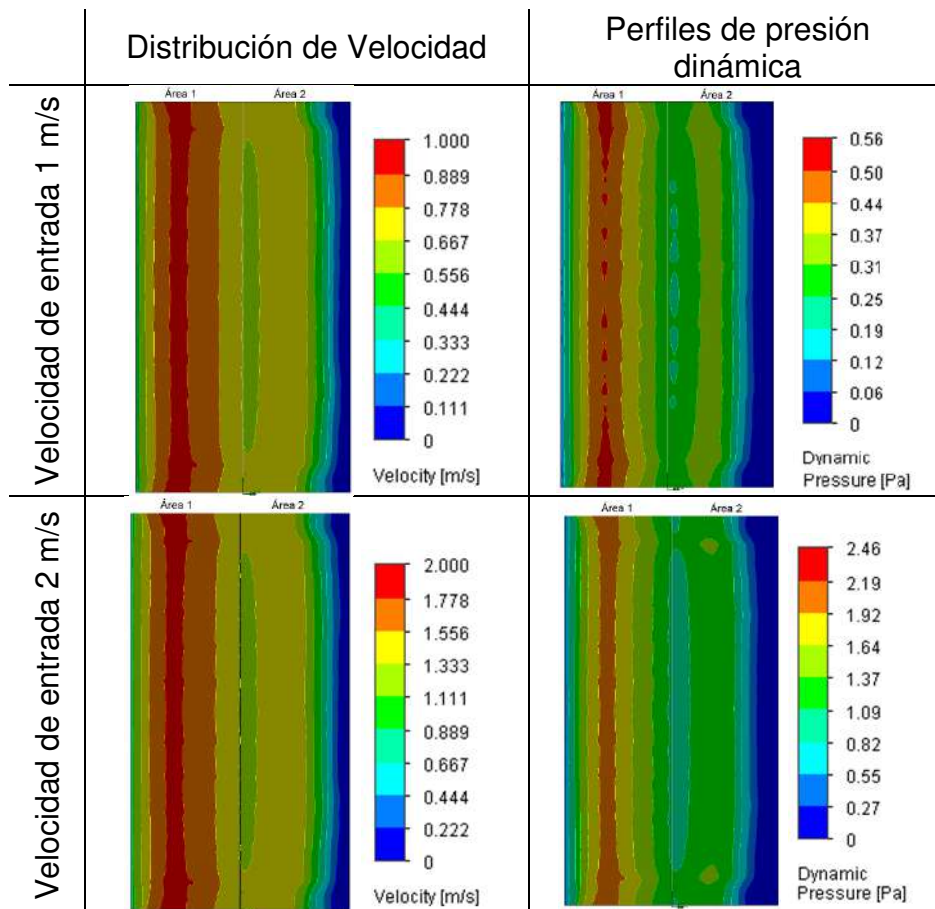 Distribución de Velocidad
Perfiles de presión
dinámica
Velocidad de entrada 1 m/s
Área 1
Área 2
1.000
0.889
0.778
0.667
0.556
0.444
0.333
0.222
0.111
0
Velocity [m/s]
Área 1
Área 2
0.56
0.50
0.44
0.37
0.31
0.25
0.19
0.12
0.06
0
Dynamic
Pressure [Pa]
Velocidad de entrada 2 m/s
Área 1
Área 2
2.000
1.778
1.556
1.333
1.111
0.889
0.667
0.444
0.222
0
Velocity [m/s]
Área 1
Área 2
2.46
2.19
1.92
1.64
1.37
1.09
0.82
0.55
0.27
0
Dynamic
Pressure [Pa]